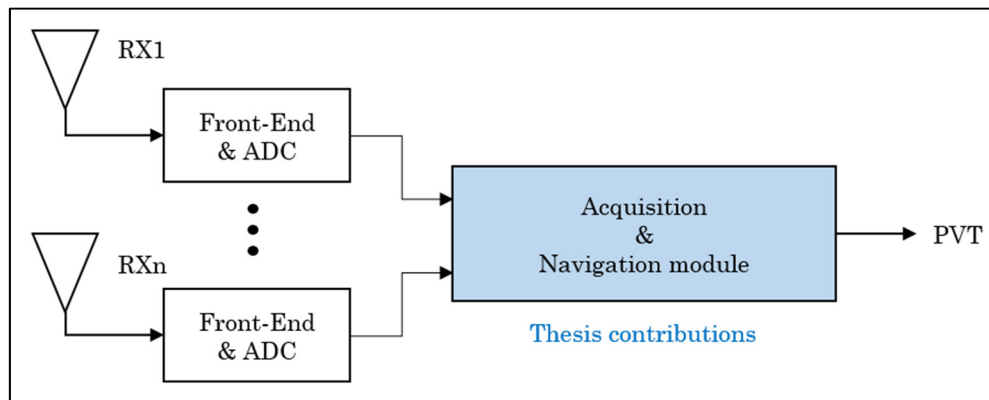 RX1
Front-End
& ADC
Acquisition
&
Navigation module
PVT
RXn
Front-End
& ADC
Thesis contributions